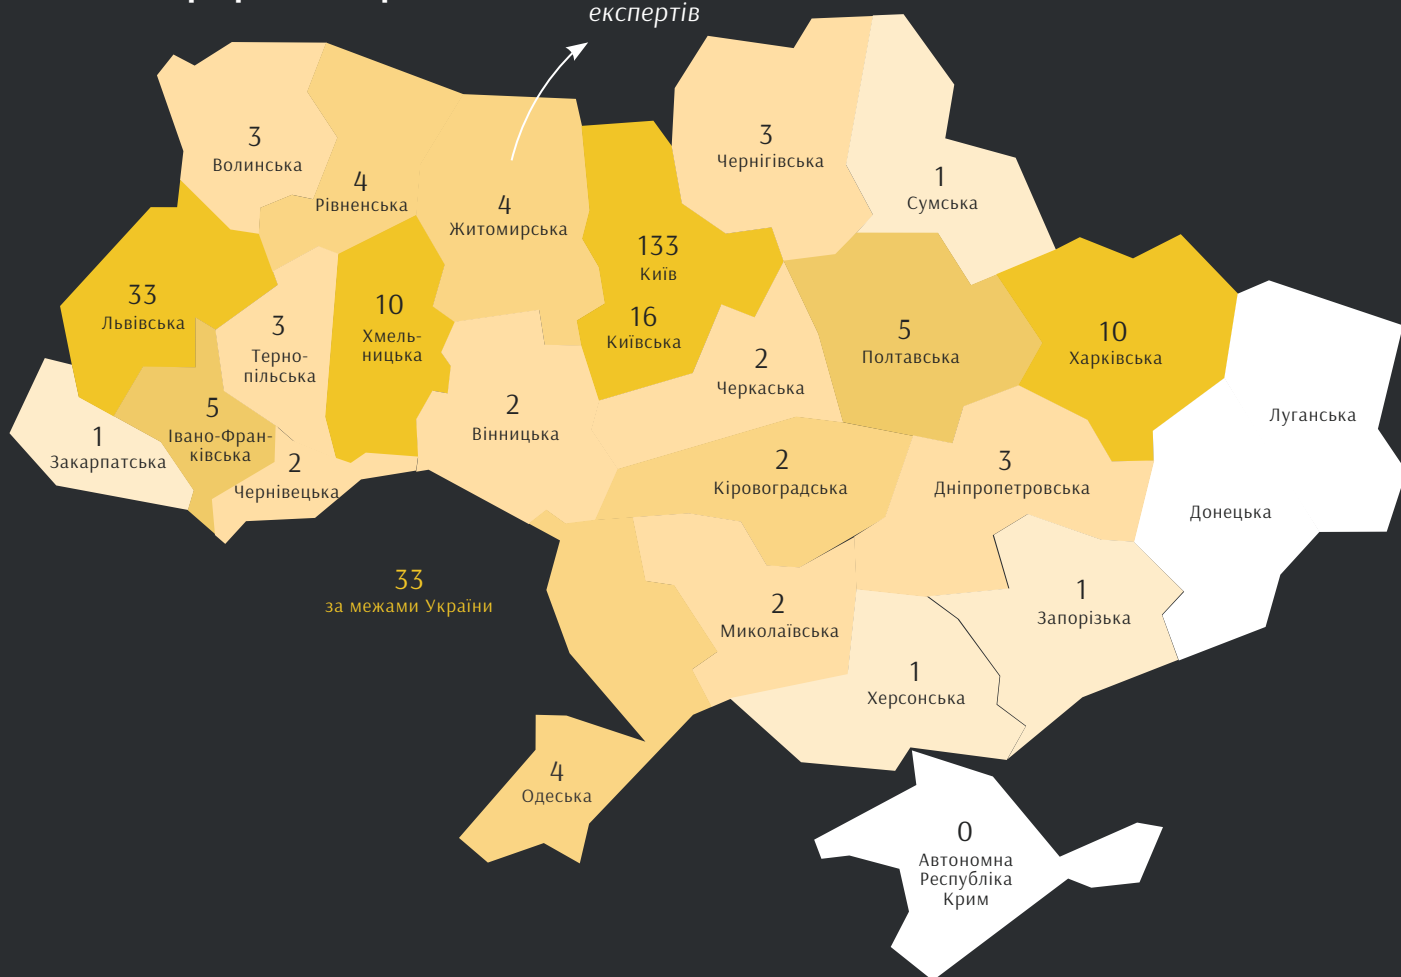 експертів
3
Волинська
4
Рівненська
4
Житомирська
3
Чернігівська
1
Сумська
133
Київ
16
Київська
33
Львівська
3
Терно-
пільська
10
Хмель-
ницька
5
Полтавська
10
Харківська
2
Черкаська
Луганська
1
Закарпатська
5
Івано-Фран-
ківська
2
Чернівецька
2
Вінницька
2
Кіровоградська
3
Дніпропетровська
Донецька
33
за межами України
2
Миколаївська
1
Запорізька
1
Херсонська
4
Одеська
0
Автономна
Республіка
Крим